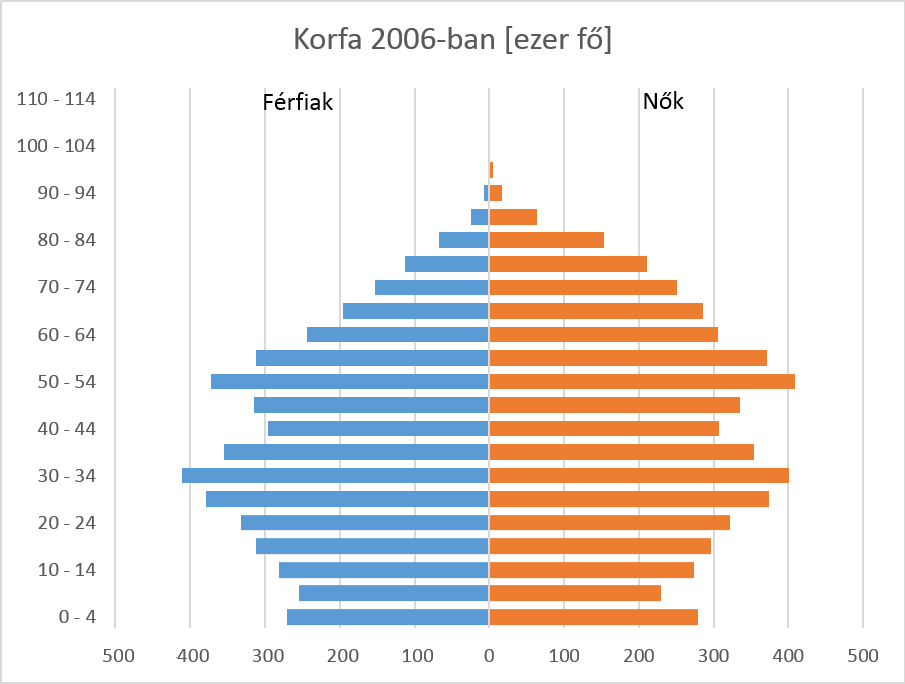 Korfa 2006-ban [ezer fő]
Férfiak
Nők
110 - 114
100 - 104
90 - 94
80 - 84
70 - 74
60 - 64
50 - 54
40 - 44
30 - 34
20 - 24
10 - 14
0 - 4
500 400 300 200 100 0 100 200 300 400 500